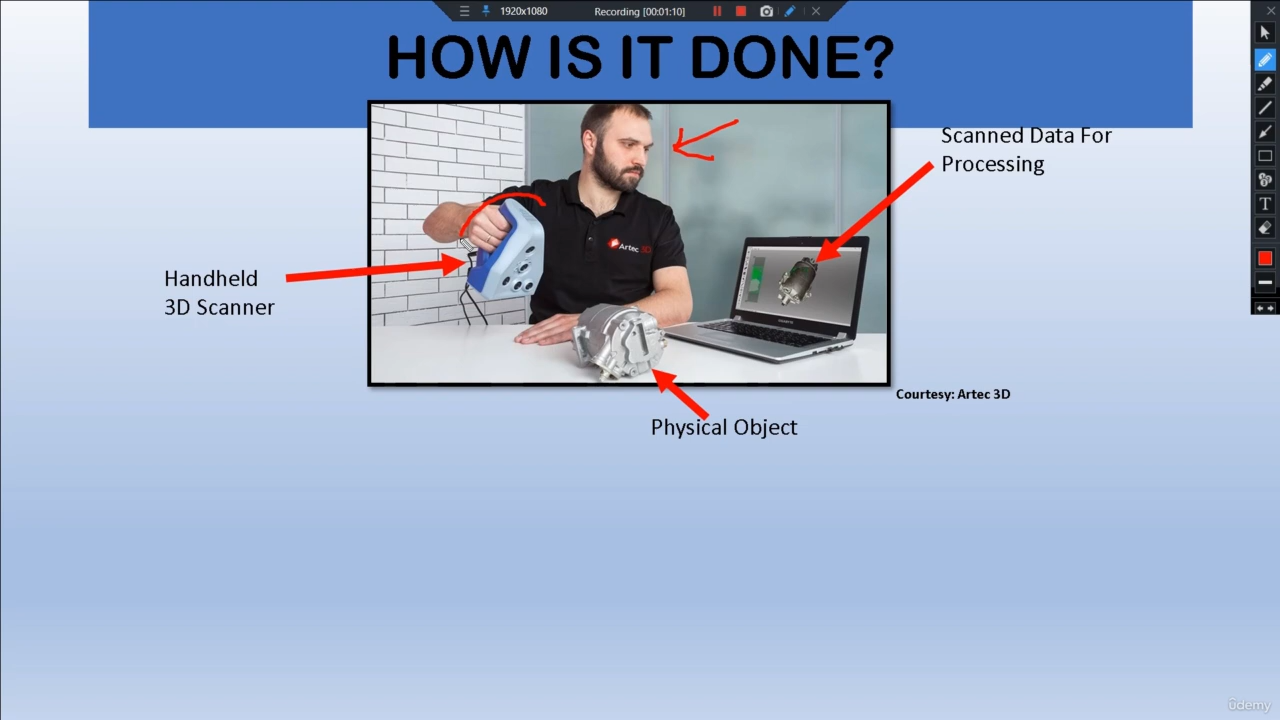 1920x1080
Recording [00:01:10]
HOW IS IT DONE?
Scanned Data For
Processing
Artec 3D
Handheld
3D Scanner
Courtesy: Artec 3D
Physical Object
T
ûdemy